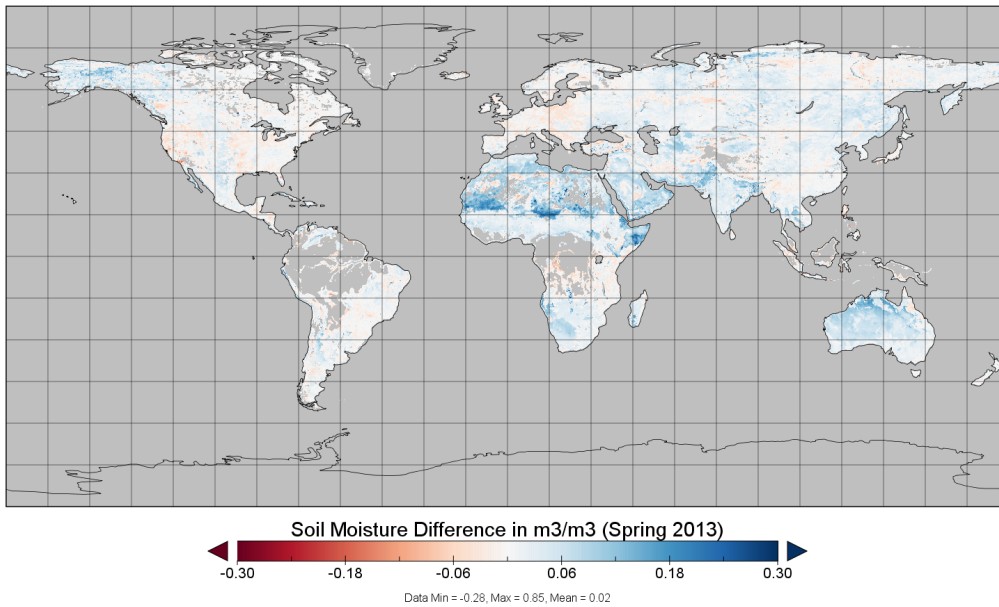 Soil Moisture Difference in m3/m3 (Spring 2013)
-0.30 -0.18 -0.06 0.06 0.18 0.30
Data Min = -0.28, Max = 0.85, Mean = 0.02